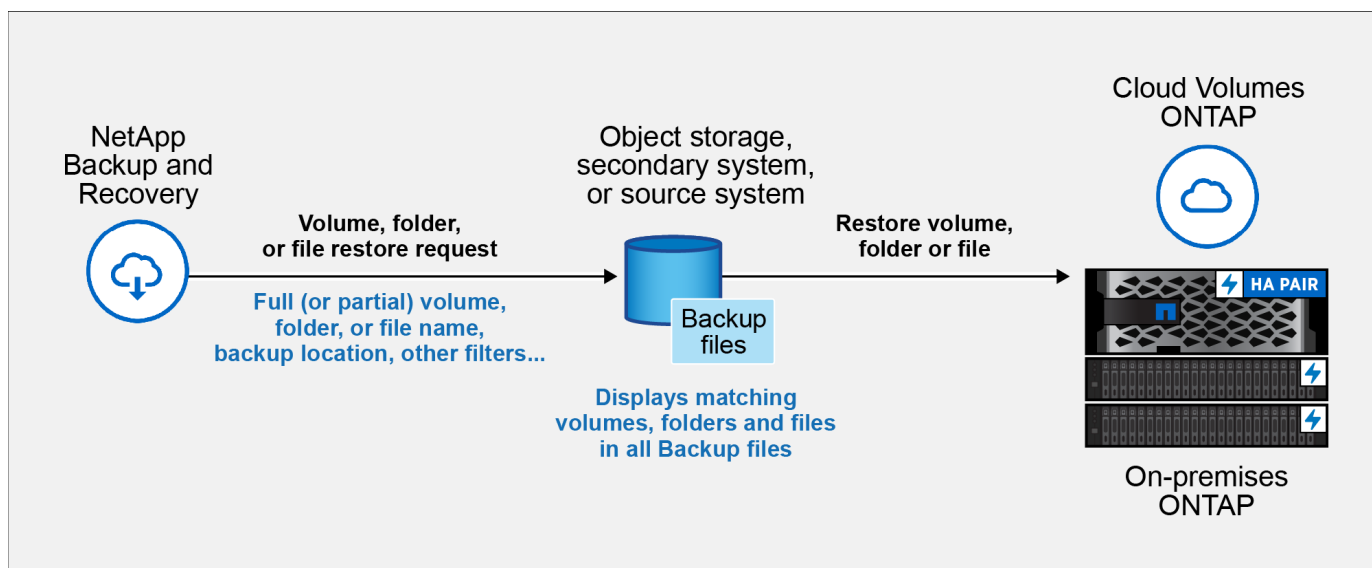 NetApp
Backup and
Recovery
Volume, folder,
or file restore request
Full (or partial) volume,
folder, or file name,
backup location, other filters...
Object storage,
secondary system,
or source system
Backup
files
Displays matching
volumes, folders and files
in all Backup files
Restore volume,
folder or file
Cloud Volumes
ONTAP
HA PAIR
On-premises
ONTAP